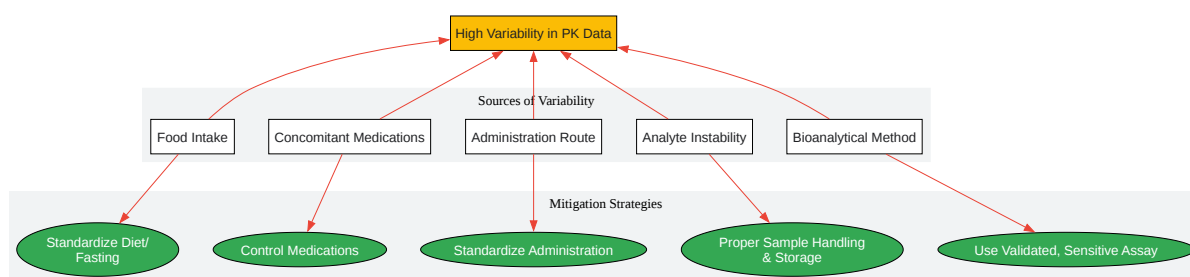 High Variability in PK Data
Sources of Variability
Food Intake
Concomitant Medications
Administration Route
Analyte Instability
Bioanalytical Method
Mitigation Strategies
Standardize Diet/
Fasting
Control Medications
Standardize Administration
Proper Sample Handling
& Storage
Use Validated, Sensitive Assay